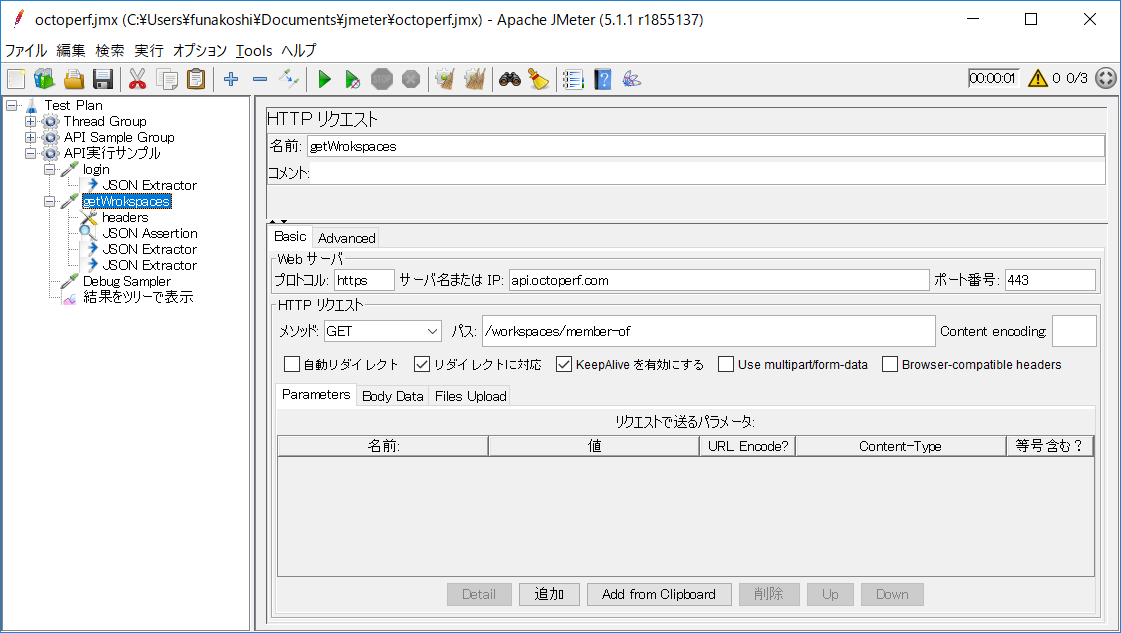 octoperf.jmx (C:¥Users¥funakoshi¥Documents¥jmeter¥octoperf.jmx) - Apache JMeter (5.1.1 r1855137)
ファイル 編集 検索 実行 オプション Tools ヘルプ
STOP 00:00:01 0 0/3
Test Plan
Thread Group
API Sample Group
API実行サンプル
login
JSON Extractor
getWrokspaces
headers
JSON Assertion
JSON Extractor
JSON Extractor
Debug Sampler
結果をツリーで表示
HTTP リクエスト
名前: getWrokspaces
コメント:
Basic Advanced
Web サーバ
プロトコル: https サーバ名または IP: api.octoperf.com ポート番号: 443
HTTP リクエスト
メソッド: GET パス: /workspaces/member-of Content encoding:
自動リダイレクト リダイレクトに対応 KeepAlive を有効にする Use multipart/form-data Browser-compatible headers
Parameters Body Data Files Upload
リクエストで送るパラメータ:
名前: 値 URL Encode? Content-Type 等号含む?
Detail 追加 Add from Clipboard 削除 Up Down